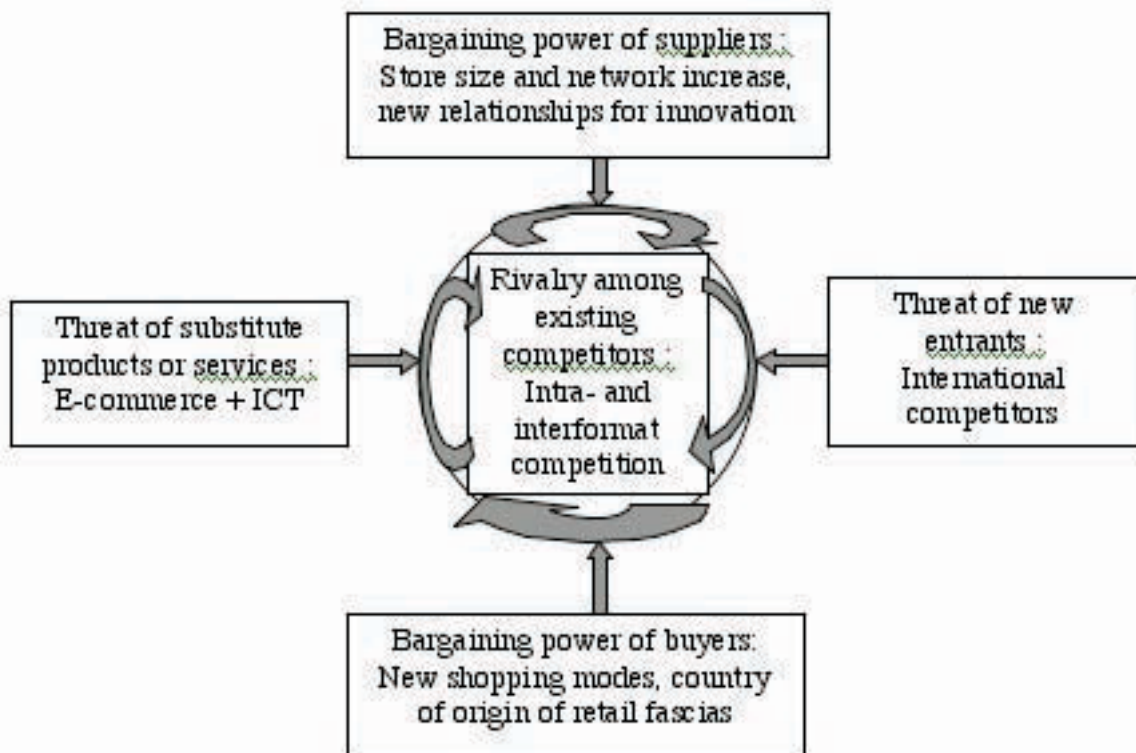 Bargaining power of suppliers :
Store size and network increase,
new relationships for innovation
Threat of substitute
products or services :
E-commerce + ICT
Rivalry among
existing
competitors :
Intra- and
interformat
competition
Threat of new
entrants :
International
competitors
Bargaining power of buyers:
New shopping modes, country
of origin of retail fascias